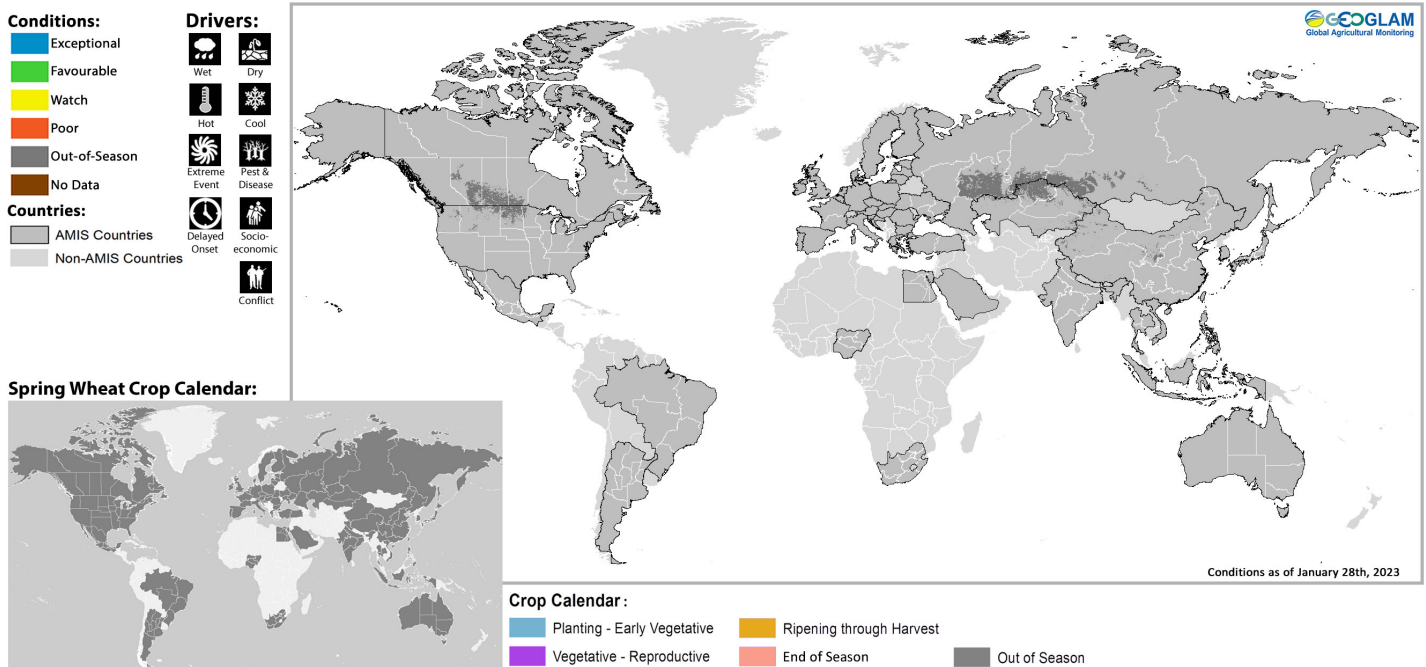 Conditions:
Exceptional
Favourable
Watch
Poor
Out-of-Season
No Data
Countries:
AMIS Countries
Non-AMIS Countries
Drivers:
Wet
Dry
Hot
Cool
Extreme
Event
Pest &
Disease
Delayed
Onset
Socio-
economic
Conflict
GEOGLAM
Global Agricultural Monitoring
Conditions as of January 28th, 2023
Spring Wheat Crop Calendar:
Crop Calendar :
Planting - Early Vegetative
Ripening through Harvest
Vegetative - Reproductive
End of Season
Out of Season